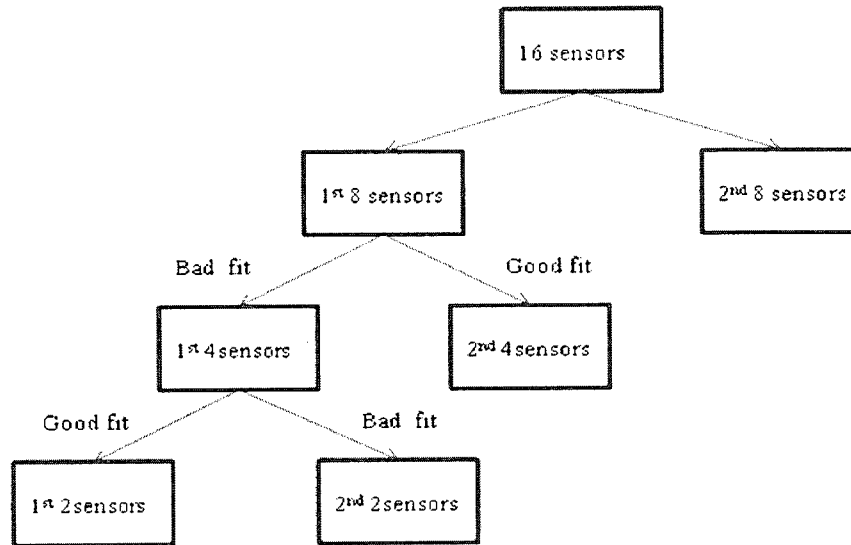 16 sensors
1st 8 sensors
2nd 8 sensors
Bad fit
Good fit
1st 4 sensors
2nd 4 sensors
Good fit
Bad fit
1st 2 sensors
2nd 2 sensors